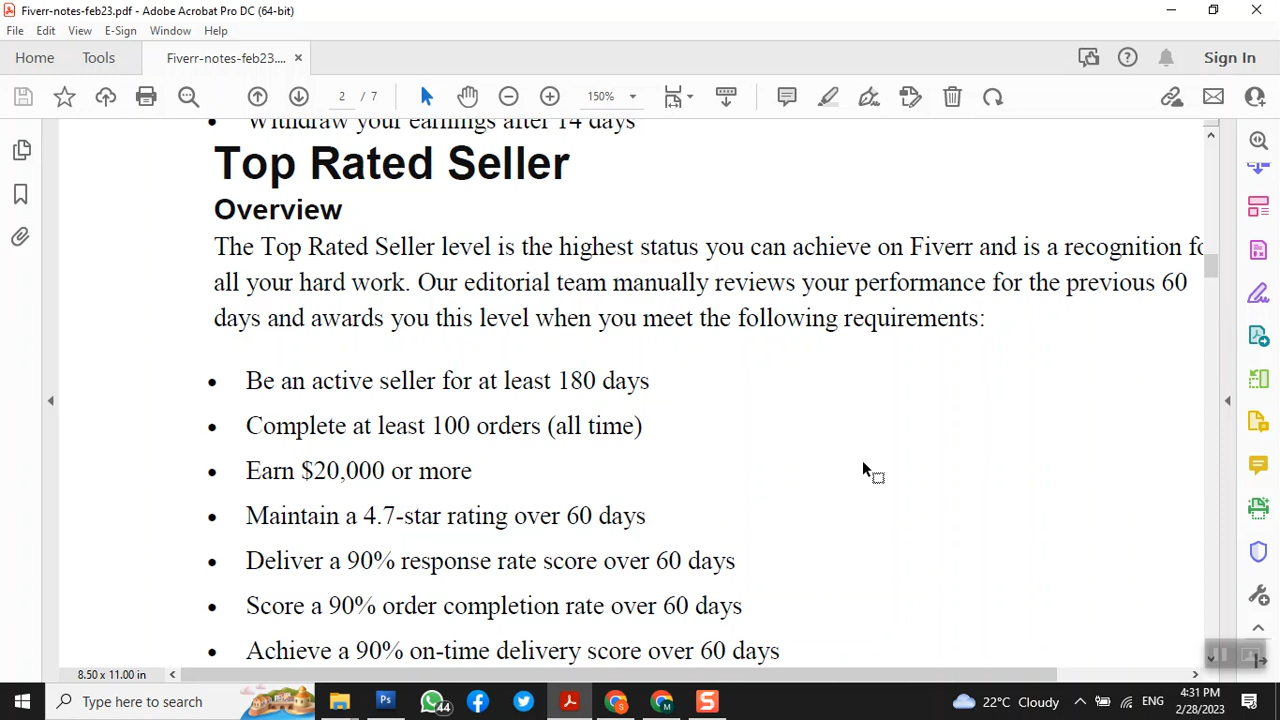 Fiverr-notes-feb23.pdf - Adobe Acrobat Pro DC (64-bit)
File Edit View E-Sign Window Help
Home Tools Fiverr-notes-feb23.... × Sign In
2 / 7 150%
Withdraw your earnings after 14 days
Top Rated Seller
Overview
The Top Rated Seller level is the highest status you can achieve on Fiverr and is a recognition fo
all your hard work. Our editorial team manually reviews your performance for the previous 60
days and awards you this level when you meet the following requirements:
• Be an active seller for at least 180 days
• Complete at least 100 orders (all time)
• Earn $20,000 or more
• Maintain a 4.7-star rating over 60 days
• Deliver a 90% response rate score over 60 days
• Score a 90% order completion rate over 60 days
• Achieve a 90% on-time delivery score over 60 days
8.50 x 11.00 in
Type here to search Ps 44 M S 22°C Cloudy ENG 4:31 PM
2/28/2023